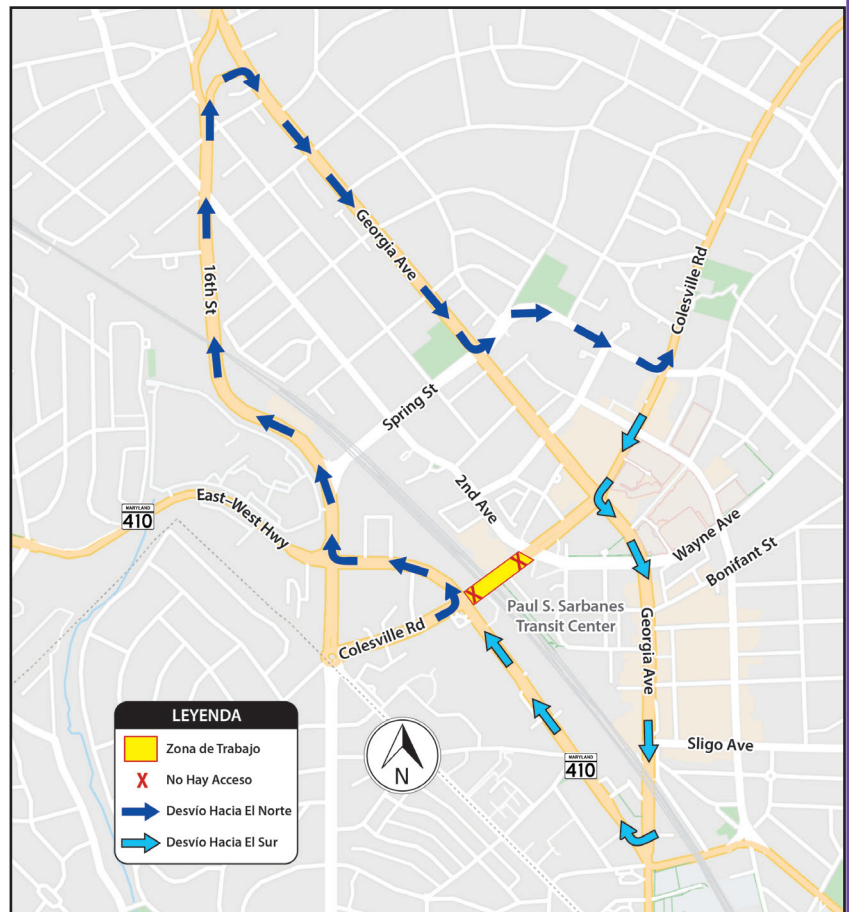 Georgia Ave
Colesville Rd
16th St
Spring St
2nd Ave
East–West Hwy
MARYLAND
410
Wayne Ave
Bonifant St
Paul S. Sarbanes
Transit Center
Colesville Rd
Georgia Ave
Sligo Ave
MARYLAND
410
LEYENDA
Zona de Trabajo
X No Hay Acceso
Desvío Hacia El Norte
Desvío Hacia El Sur
N